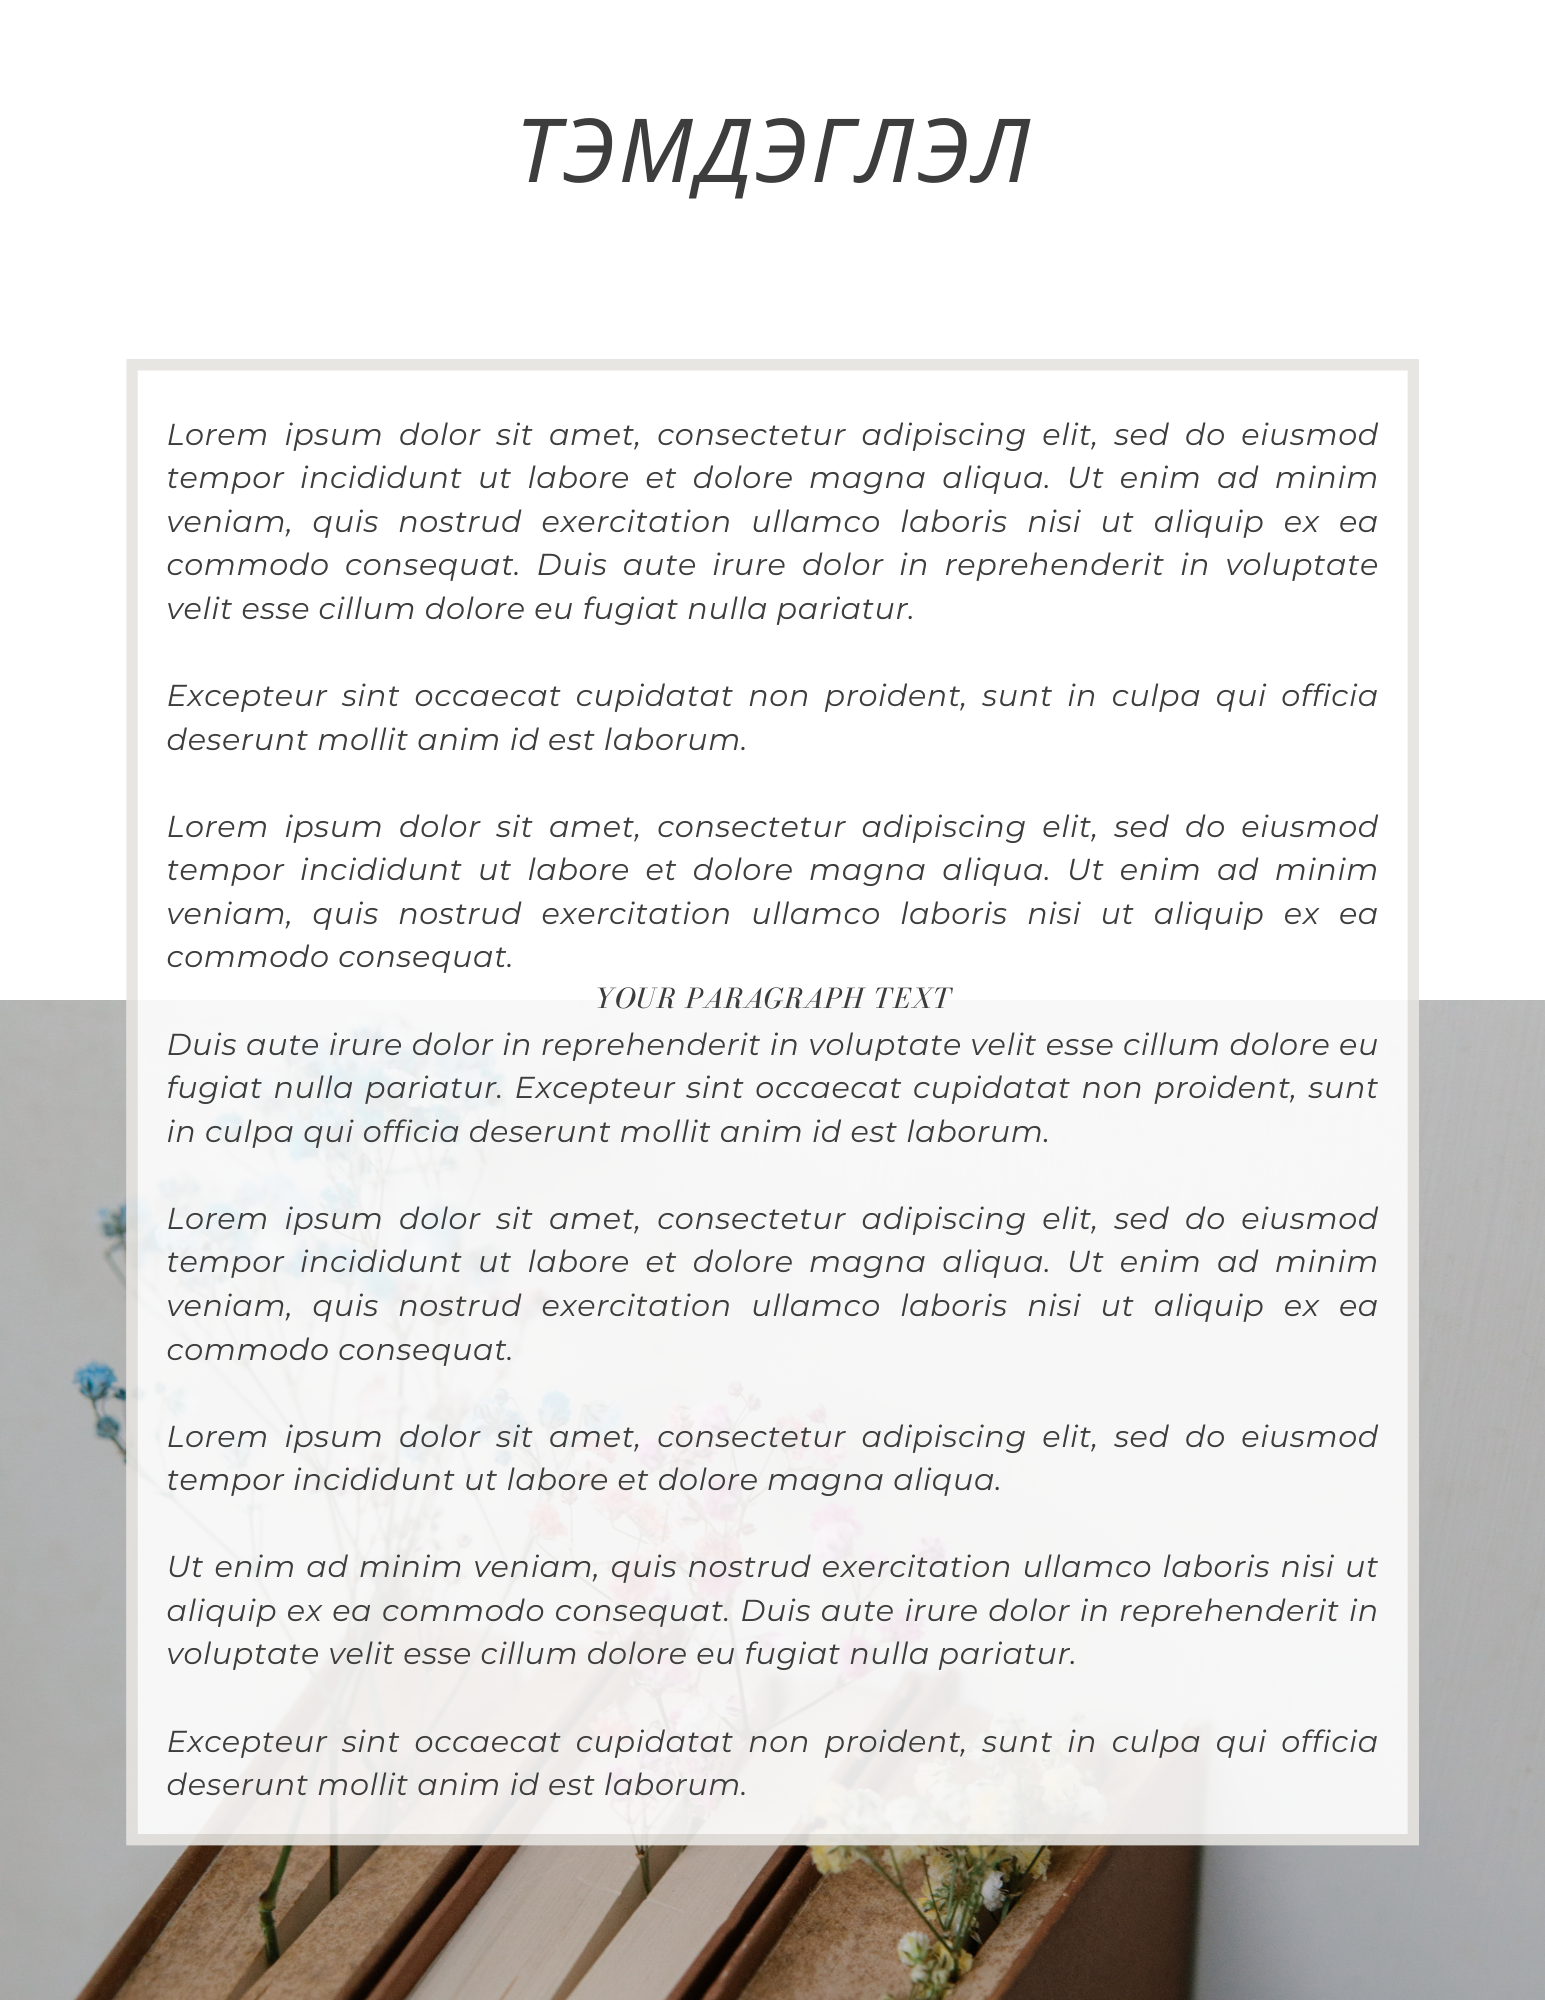 ТЭМДЭГЛЭЛ
Lorem ipsum dolor sit amet, consectetur adipiscing elit, sed do eiusmod
tempor incididunt ut labore et dolore magna aliqua. Ut enim ad minim
veniam, quis nostrud exercitation ullamco laboris nisi ut aliquip ex ea
commodo consequat. Duis aute irure dolor in reprehenderit in voluptate
velit esse cillum dolore eu fugiat nulla pariatur.
Excepteur sint occaecat cupidatat non proident, sunt in culpa qui officia
deserunt mollit anim id est laborum.
Lorem ipsum dolor sit amet, consectetur adipiscing elit, sed do eiusmod
tempor incididunt ut labore et dolore magna aliqua. Ut enim ad minim
veniam, quis nostrud exercitation ullamco laboris nisi ut aliquip ex ea
commodo consequat.
YOUR PARAGRAPH TEXT
Duis aute irure dolor in reprehenderit in voluptate velit esse cillum dolore eu
fugiat nulla pariatur. Excepteur sint occaecat cupidatat non proident, sunt
in culpa qui officia deserunt mollit anim id est laborum.
Lorem ipsum dolor sit amet, consectetur adipiscing elit, sed do eiusmod
tempor incididunt ut labore et dolore magna aliqua. Ut enim ad minim
veniam, quis nostrud exercitation ullamco laboris nisi ut aliquip ex ea
commodo consequat.
Lorem ipsum dolor sit amet, consectetur adipiscing elit, sed do eiusmod
tempor incididunt ut labore et dolore magna aliqua.
Ut enim ad minim veniam, quis nostrud exercitation ullamco laboris nisi ut
aliquip ex ea commodo consequat. Duis aute irure dolor in reprehenderit in
voluptate velit esse cillum dolore eu fugiat nulla pariatur.
Excepteur sint occaecat cupidatat non proident, sunt in culpa qui officia
deserunt mollit anim id est laborum.